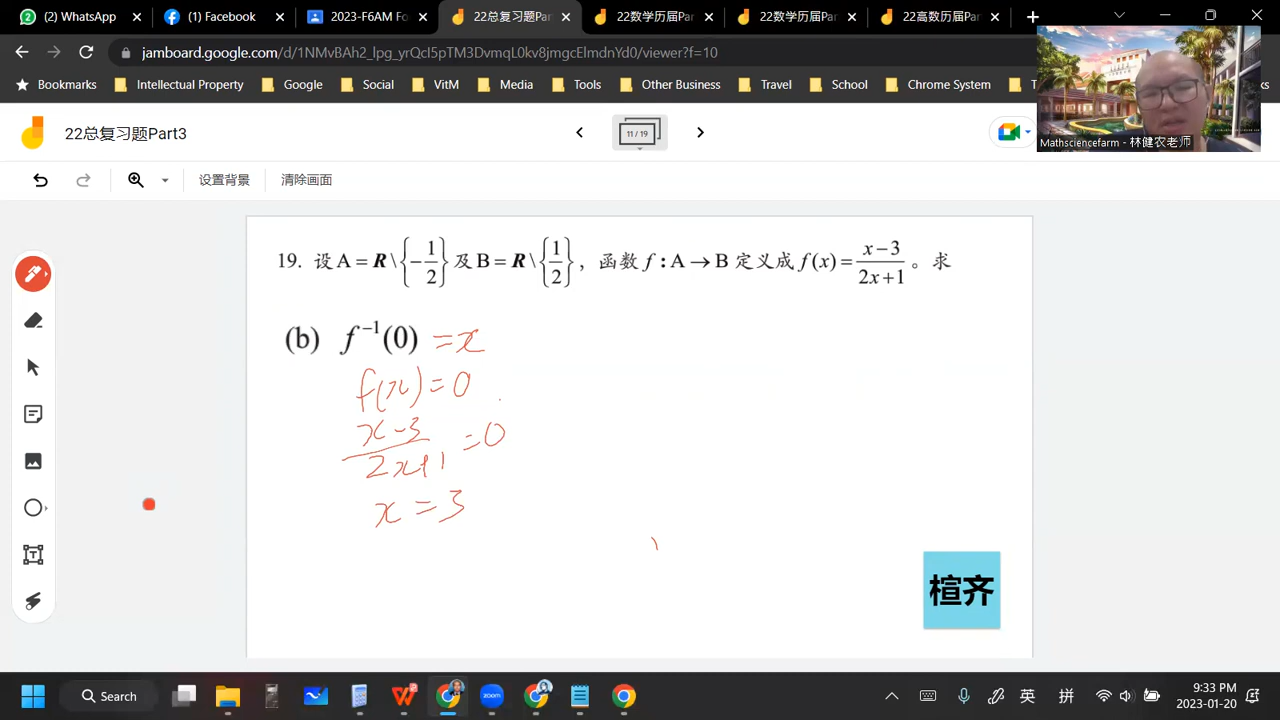 (2) WhatsApp
(1) Facebook
2023-F6AM Fo
22总复习题Part
22数学历届Part
22数学历届Part
22高数历届Part
jamboard.google.com/d/1NMvBAh2_lpg_yrOcI5pTM3DvmqL0kv8jmgcElmdnYd0/viewer?f=10
Bookmarks
Intellectual Property
Google
Social
VitM
Media
Tools
Other Business
Travel
School
Chrome System
22总复习题Part3
11 / 19
Mathsciencefarm - 林健农老师
设置背景
清除画面
19. 设 A = R \ {-1/2} 及 B = R \ {1/2}，函数 f : A → B 定义成 f(x) = (x-3)/(2x+1) 。求
(b) f⁻¹(0) = x
f(x) = 0
(x-3)/(2x+1) = 0
x = 3
楦齐
Search
英
拼
9:33 PM
2023-01-20